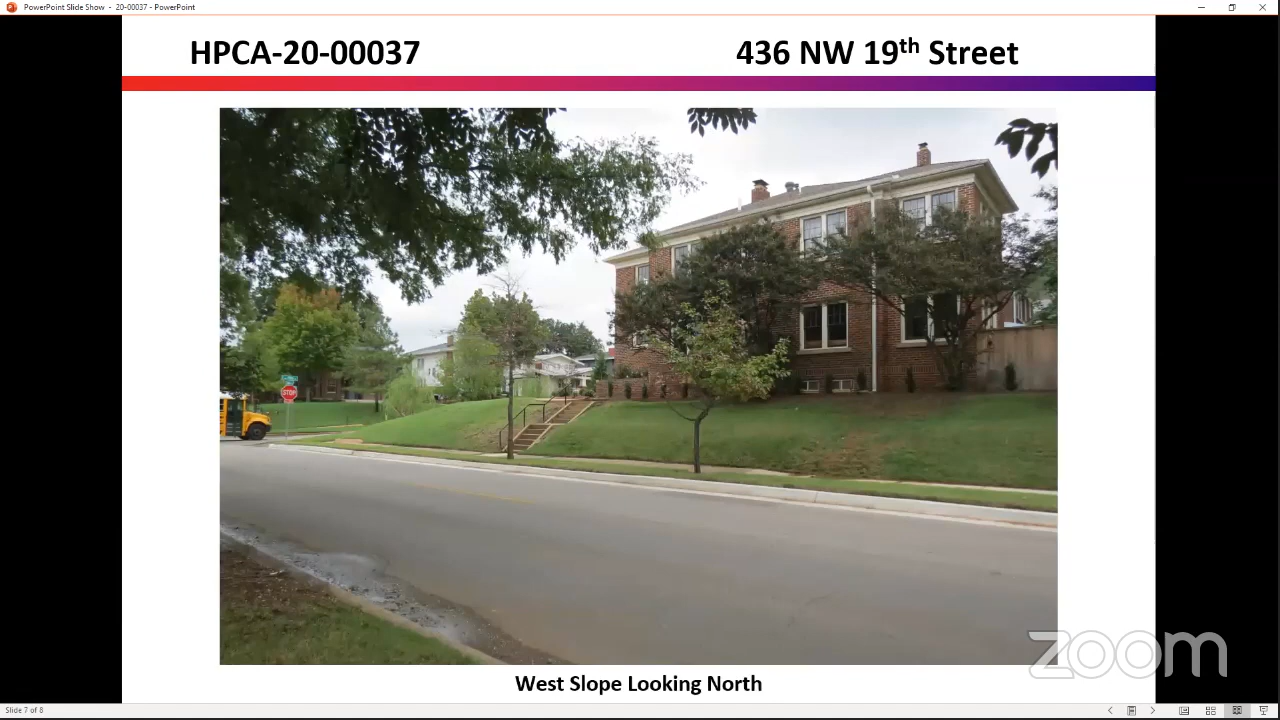 PowerPoint Slide Show - 20-00037 - PowerPoint
HPCA-20-00037
436 NW 19th Street
STOP
West Slope Looking North
zoom
Slide 7 of 8